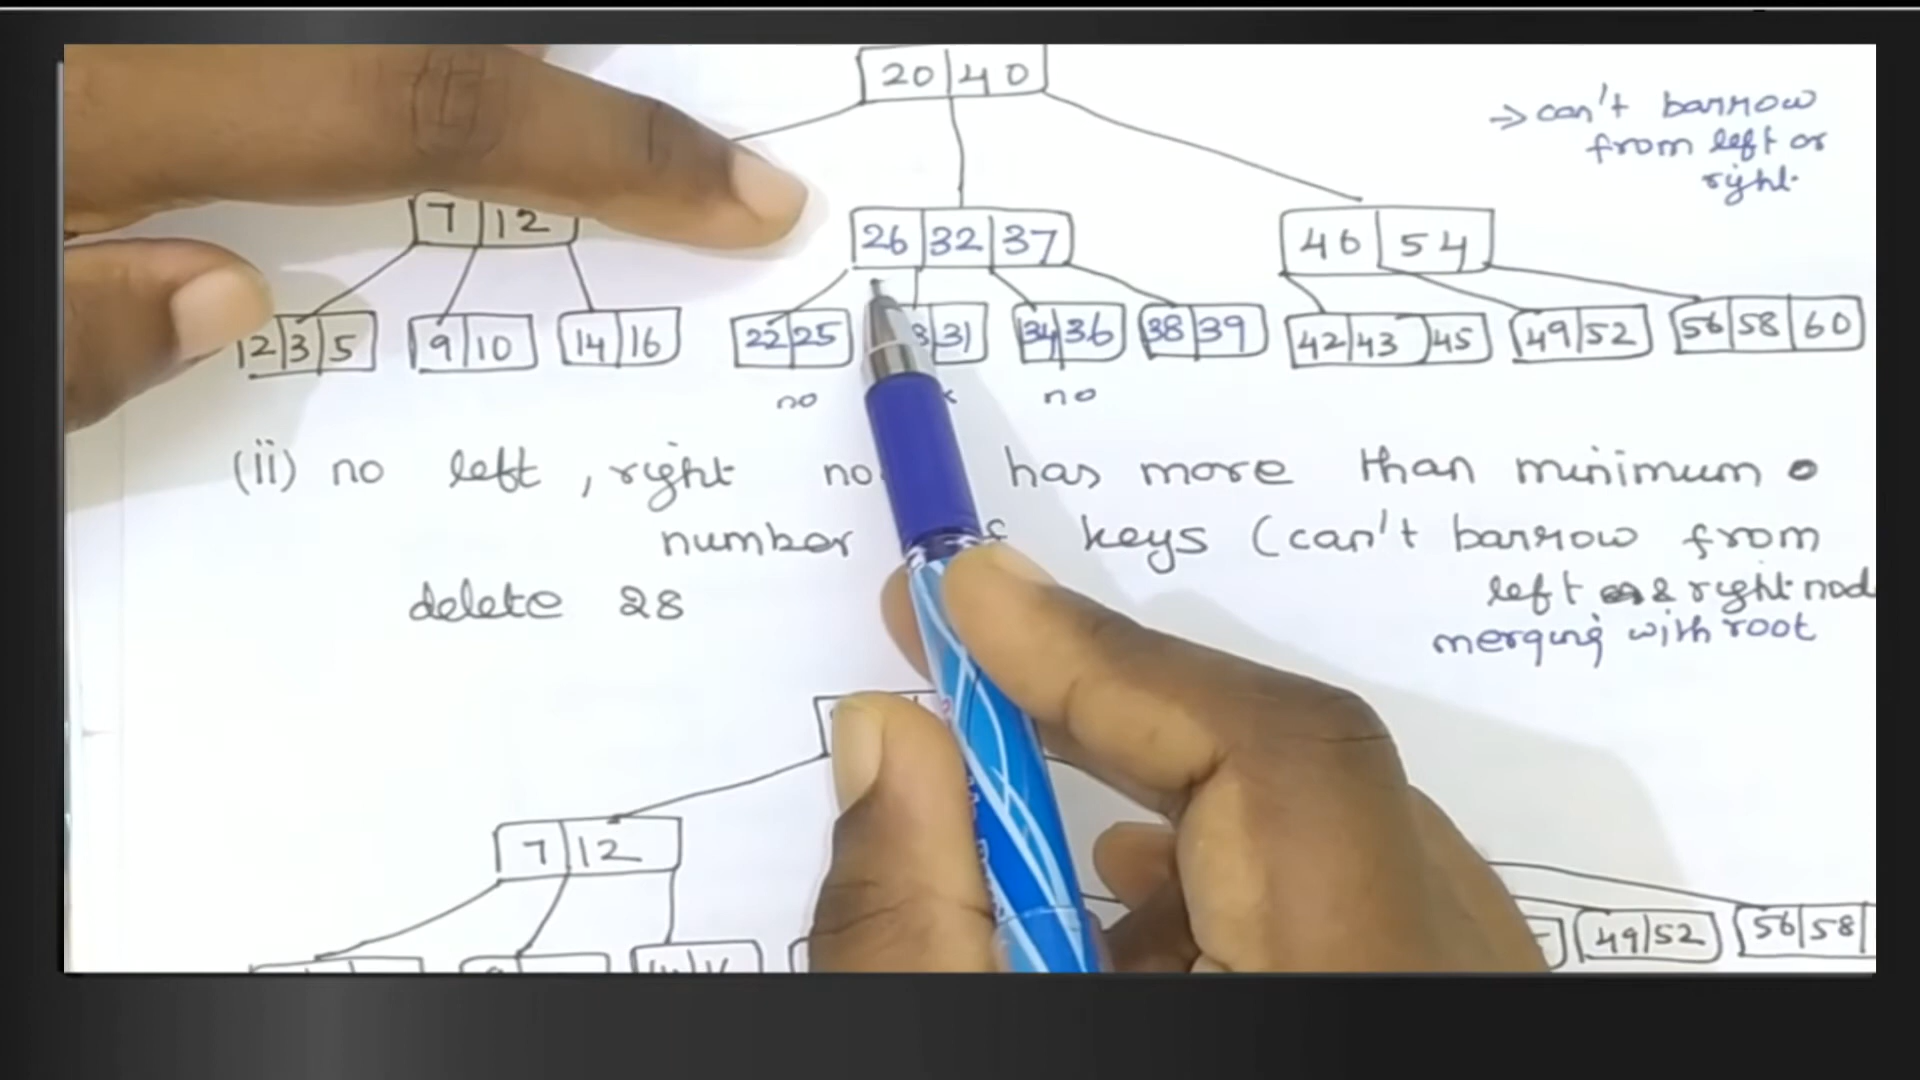 20 40
→ can't barrow
from left or
right.
7 12
26 32 37
46 54
2 3 5
9 10
14 16
22 25
31
34 36
38 39
42 43 45
49 52
56 58 60
no
no
(ii) no left, right has more than minimum
number keys (can't barrow from
delete 28
left & right nod
merging with root
7 12
49 52
56 58